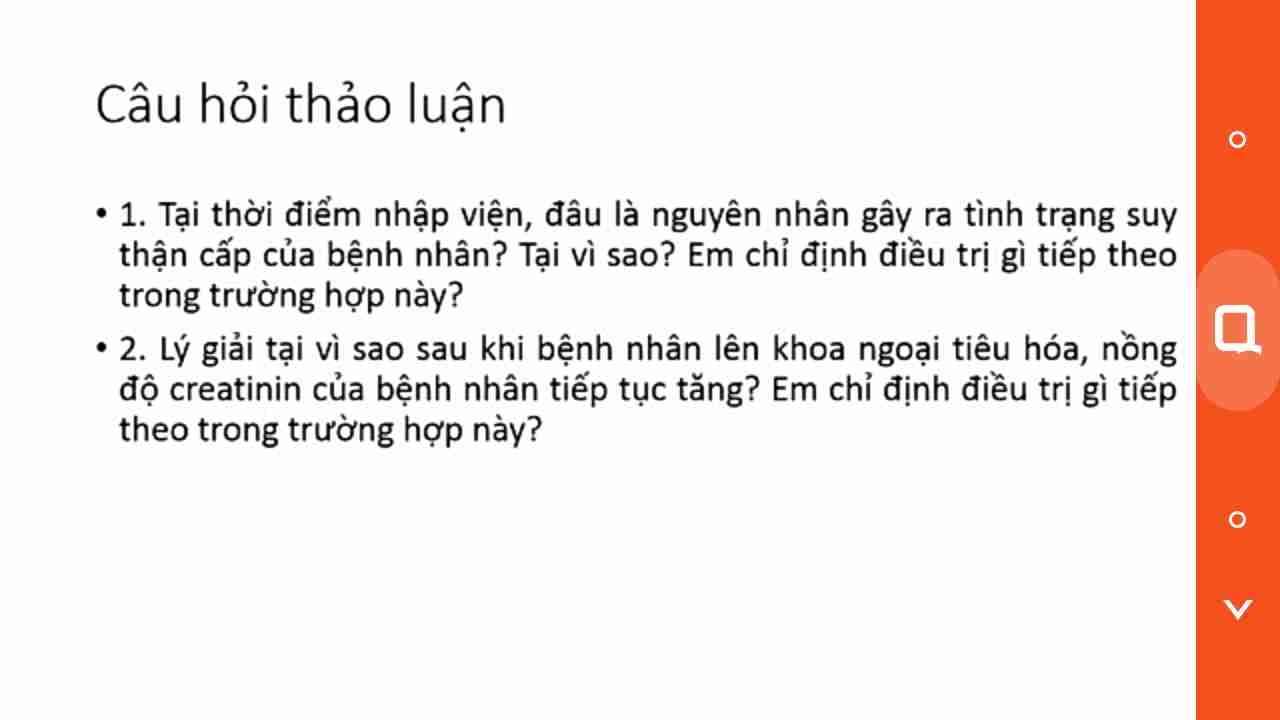 Câu hỏi thảo luận
• 1. Tại thời điểm nhập viện, đâu là nguyên nhân gây ra tình trạng suy
thận cấp của bệnh nhân? Tại vì sao? Em chỉ định điều trị gì tiếp theo
trong trường hợp này?
• 2. Lý giải tại vì sao sau khi bệnh nhân lên khoa ngoại tiêu hóa, nồng
độ creatinin của bệnh nhân tiếp tục tăng? Em chỉ định điều trị gì tiếp
theo trong trường hợp này?